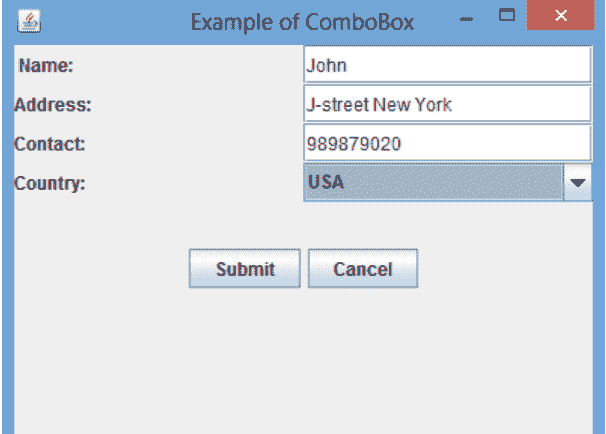 Example of ComboBox
Name: John
Address: J-street New York
Contact: 989879020
Country: USA
Submit Cancel